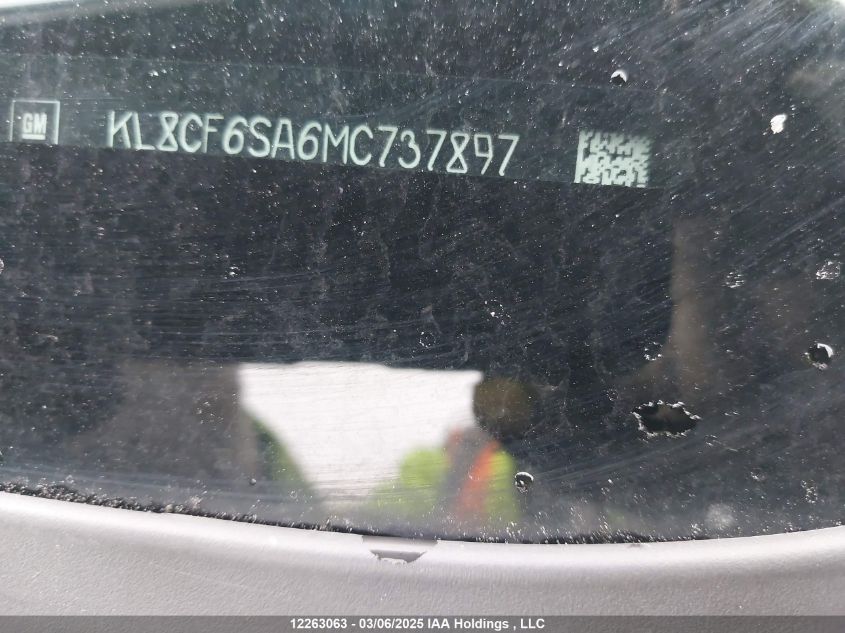 GM KL8CF6SA6MC737897
12263063 - 03/06/2025 IAA Holdings , LLC